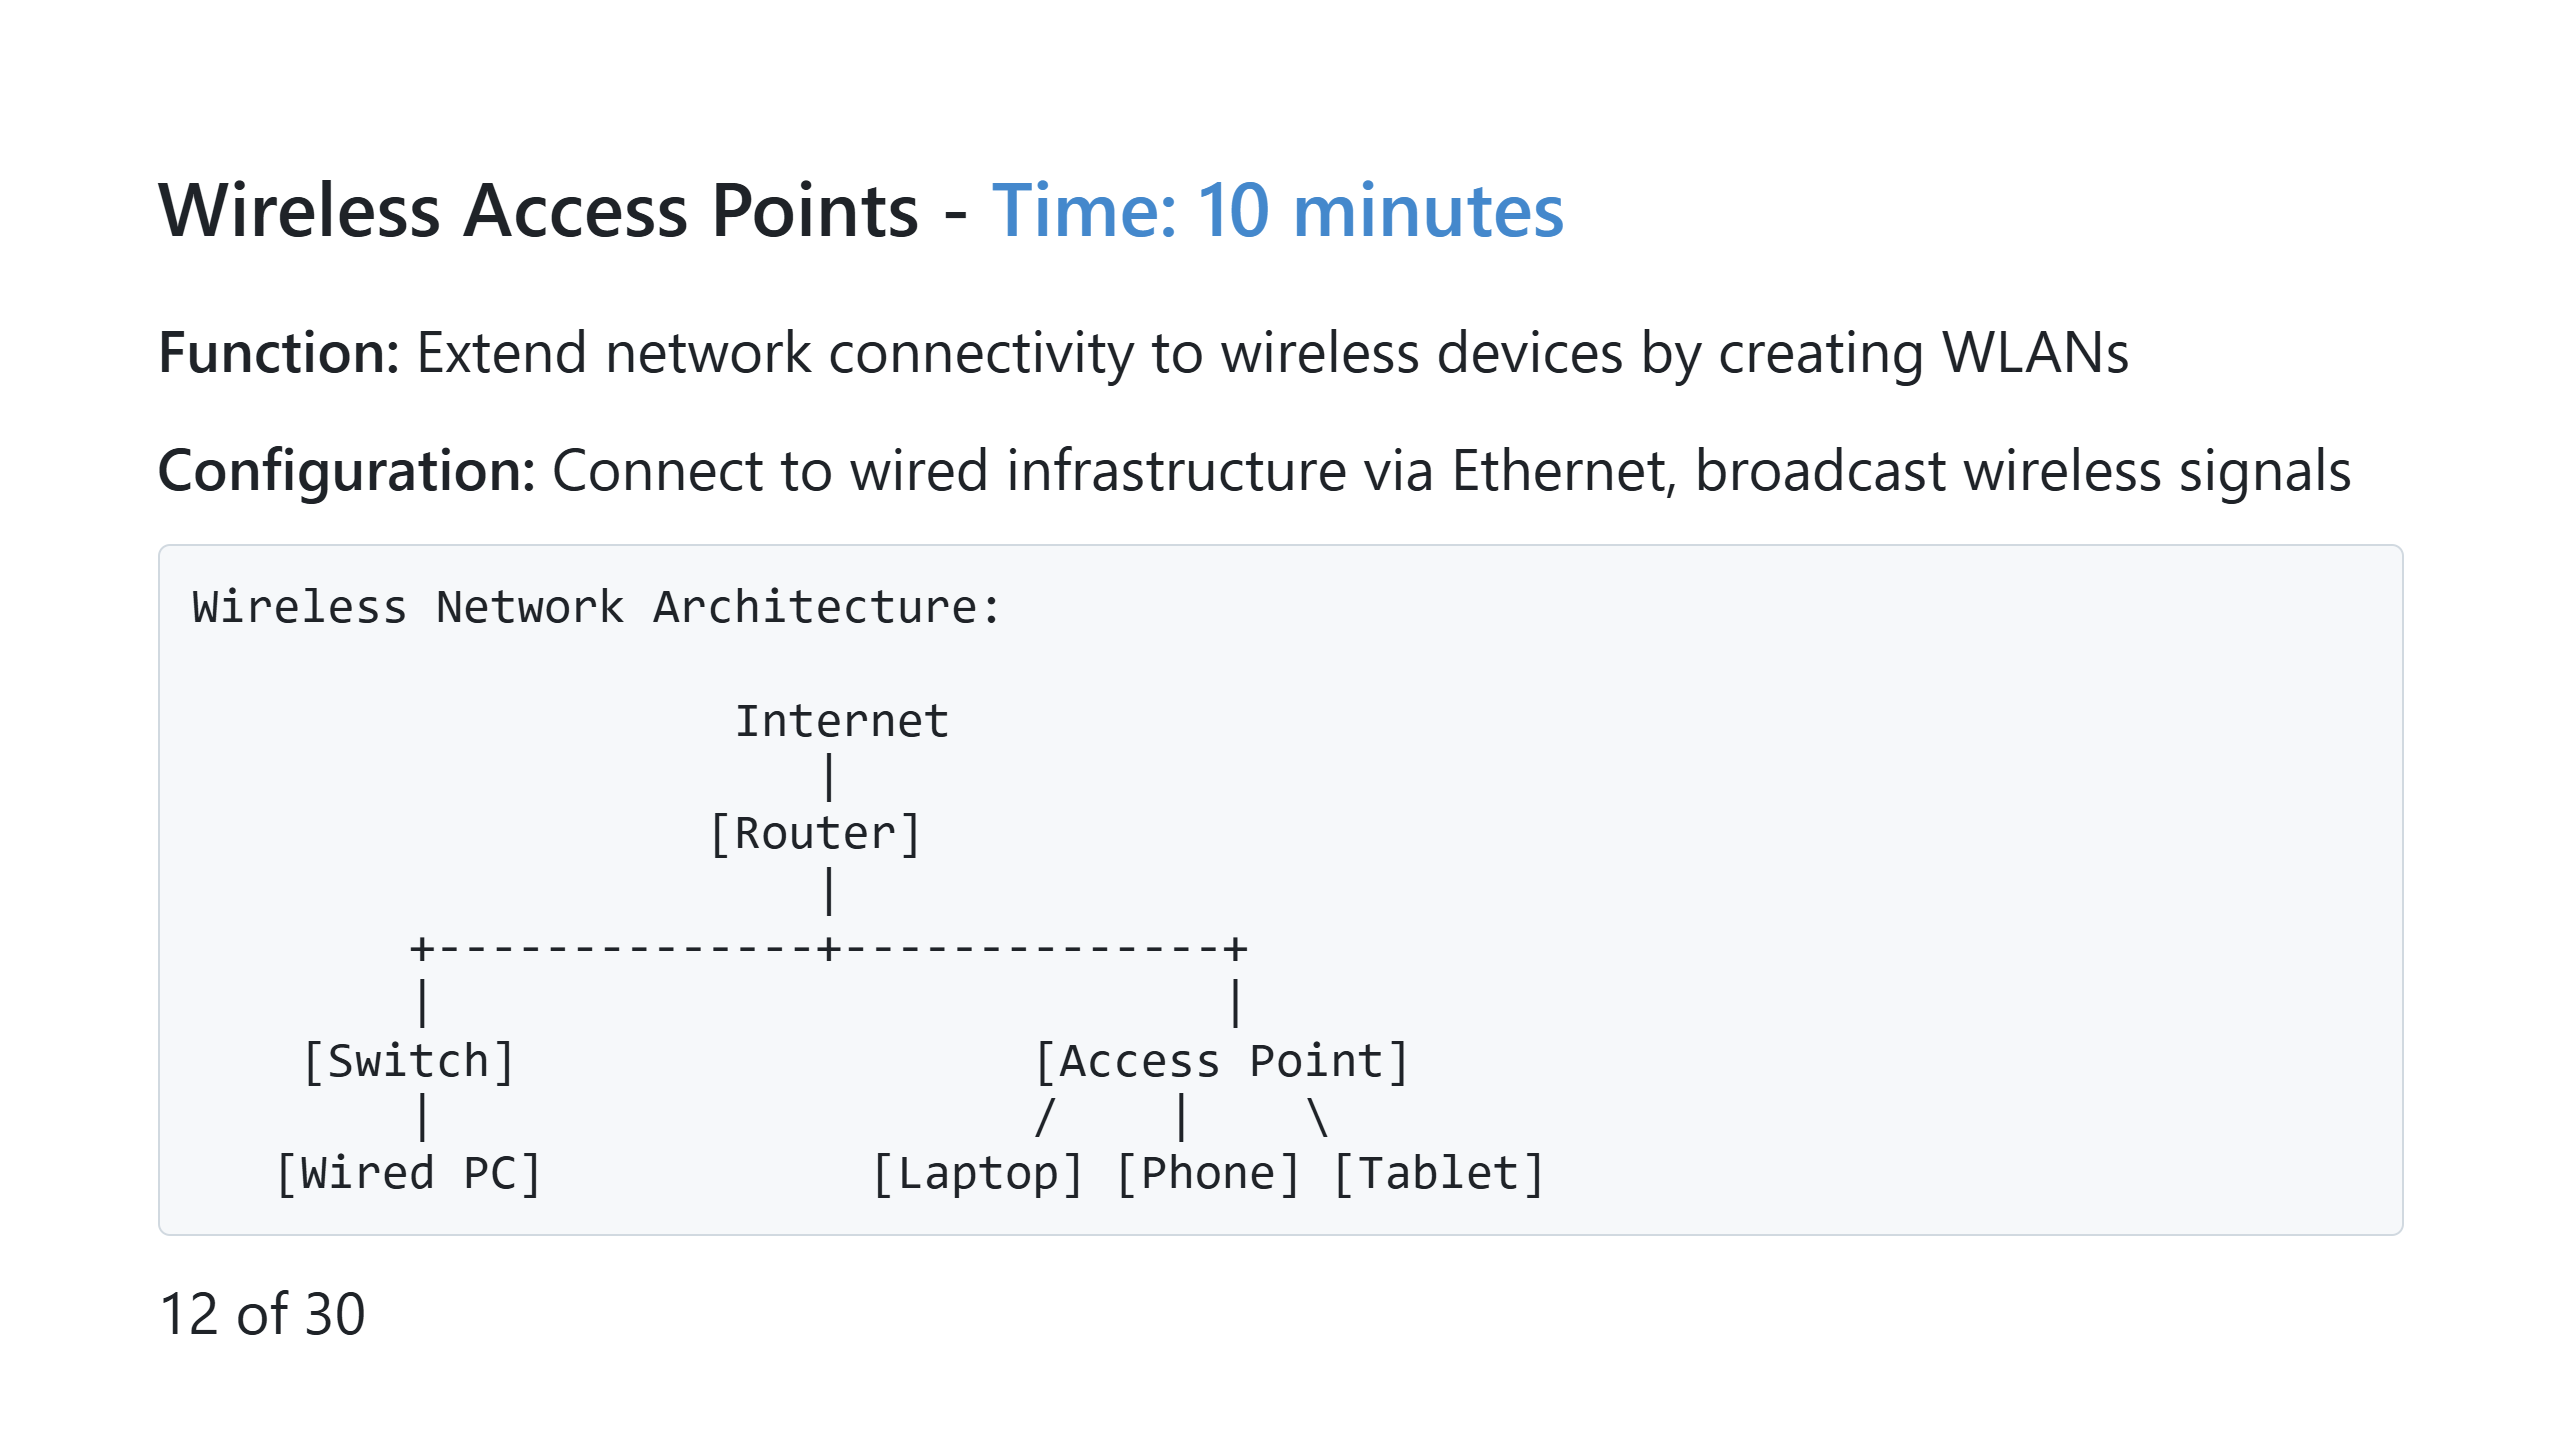 Wireless Access Points - Time: 10 minutes
Function: Extend network connectivity to wireless devices by creating WLANs
Configuration: Connect to wired infrastructure via Ethernet, broadcast wireless signals
Wireless Network Architecture:
                    Internet
                       |
                   [Router]
                       |
        +--------------+--------------+
        |                             |
    [Switch]                   [Access Point]
        |                      /    |    \
   [Wired PC]            [Laptop] [Phone] [Tablet]
12 of 30